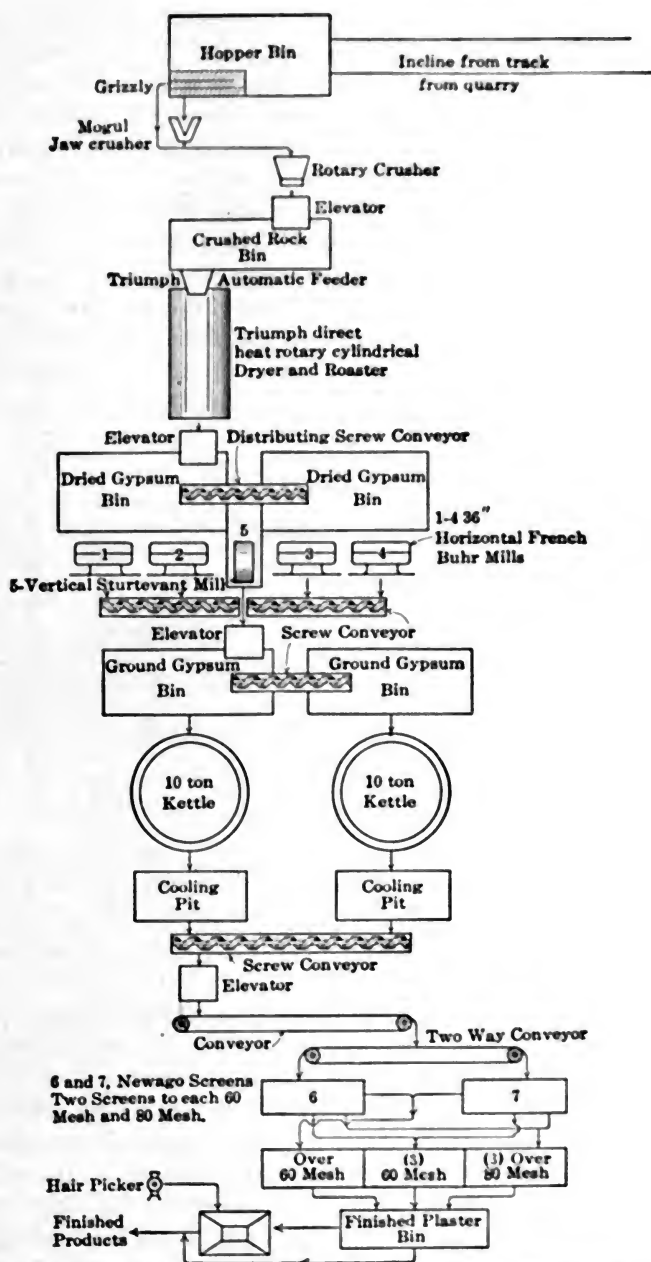 Hopper Bin
Incline from track
from quarry
Grizzly
Mogul
Jaw crusher
Rotary Crusher
Elevator
Crushed Rock
Bin
Triumph
Automatic Feeder
Triumph direct
heat rotary cylindrical
Dryer and Roaster
Elevator
Distributing Screw Conveyor
Dried Gypsum
Bin
Dried Gypsum
Bin
1-4 36"
Horizontal French
Buhr Mills
1
2
5
3
4
5-Vertical Sturtevant Milk
Elevator
Screw Conveyor
Ground Gypsum
Bin
Ground Gypsum
Bin
10 ton
Kettle
10 ton
Kettle
Cooling
Pit
Cooling
Pit
Screw Conveyor
Elevator
Conveyor
Two Way Conveyor
6 and 7, Newago Screens
Two Screens to each 60
Mesh and 80 Mesh.
6
7
Over
60 Mesh
(3)
60 Mesh
(3) Over
80 Mesh
Hair Picker
Finished
Products
Finished Plaster
Bin